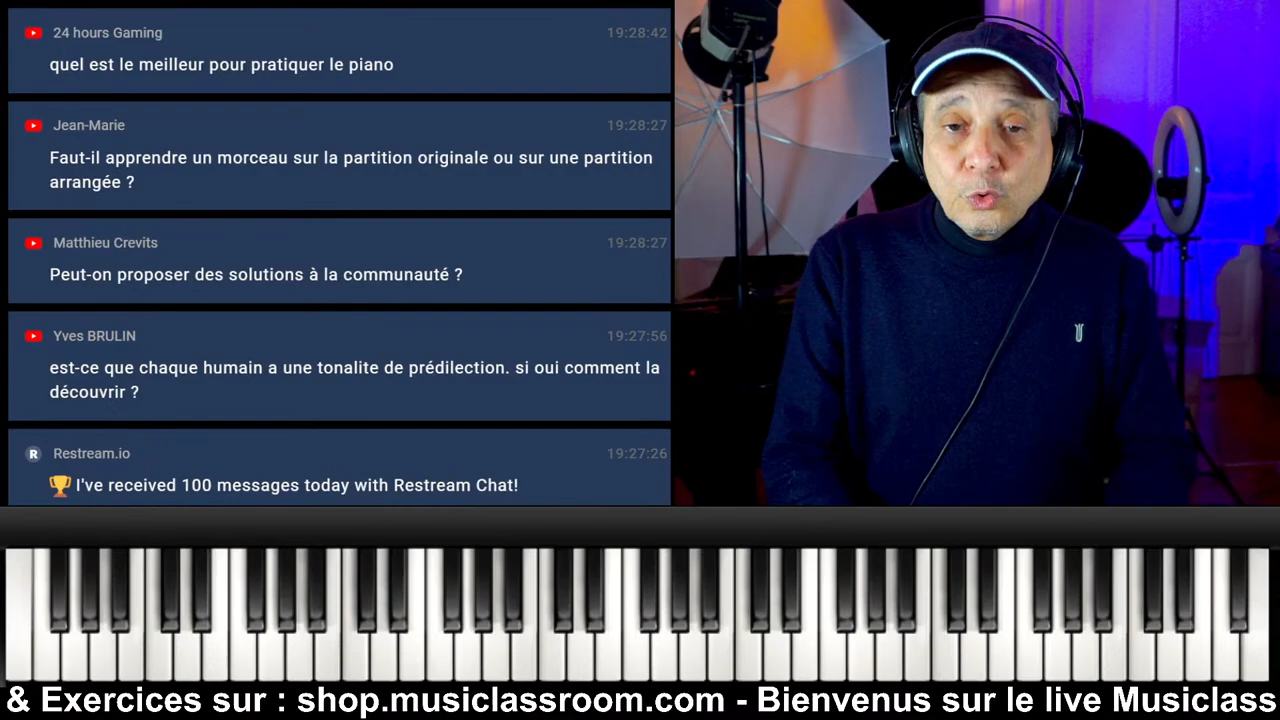 24 hours Gaming 19:28:42
quel est le meilleur pour pratiquer le piano
Jean-Marie 19:28:27
Faut-il apprendre un morceau sur la partition originale ou sur une partition
arrangée ?
Matthieu Crevits 19:28:27
Peut-on proposer des solutions à la communauté ?
Yves BRULIN 19:27:56
est-ce que chaque humain a une tonalite de prédilection. si oui comment la
découvrir ?
R Restream.io 19:27:26
🏆 I've received 100 messages today with Restream Chat!
& Exercices sur : shop.musiclassroom.com - Bienvenus sur le live Musiclass